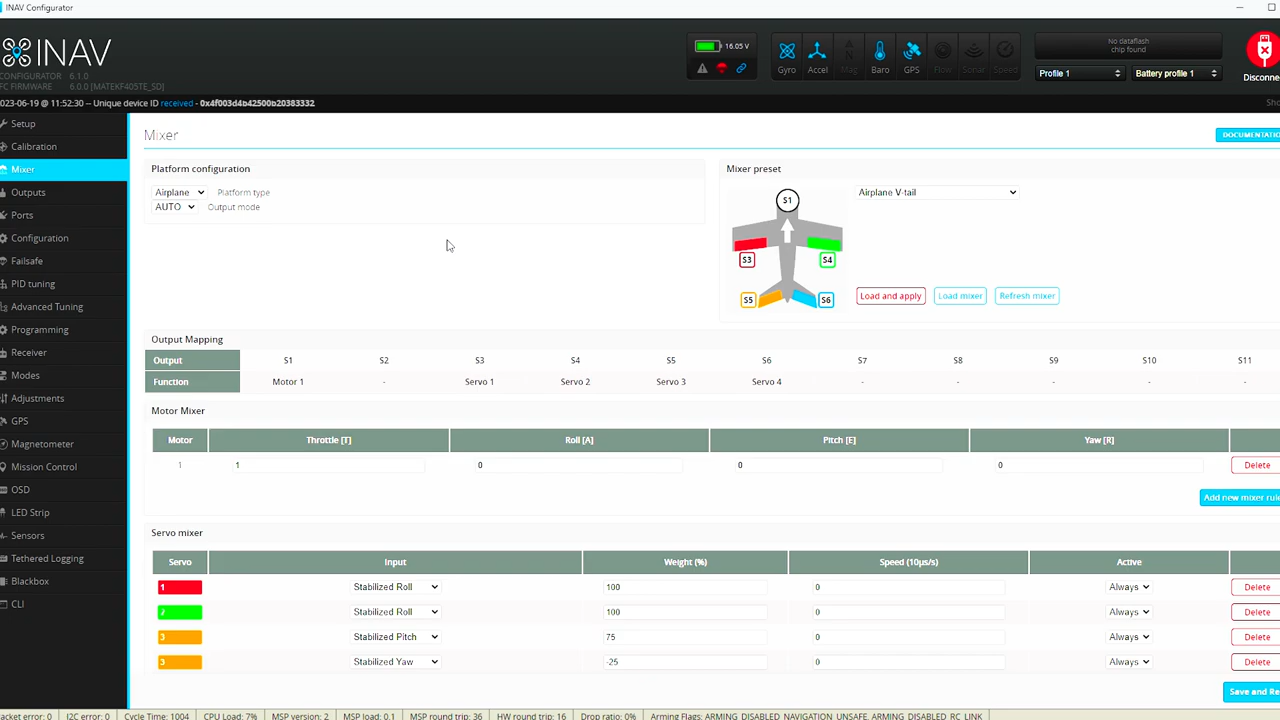 INAV Configurator
INAV
CONFIGURATOR 6.1.0
FC FIRMWARE 6.0.0 [MATEKF405TE_SD]
16.05 V
Gyro Accel Mag Baro GPS Flow Sonar Speed
No dataflash
chip found
Profile 1
Battery profile 1
Disconne
023-06-19 @ 11:52:30 -- Unique device ID received - 0x4f003d4b42500b20383332
Sho
Setup
Calibration
Mixer
Outputs
Ports
Configuration
Failsafe
PID tuning
Advanced Tuning
Programming
Receiver
Modes
Adjustments
GPS
Magnetometer
Mission Control
OSD
LED Strip
Sensors
Tethered Logging
Blackbox
CLI
Mixer
DOCUMENTATIO
Platform configuration
Airplane Platform type
AUTO Output mode
Mixer preset
Airplane V-tail
S1
S3
S4
S5
S6
Load and apply
Load mixer
Refresh mixer
Output Mapping
Output S1 S2 S3 S4 S5 S6 S7 S8 S9 S10 S11
Function Motor 1 - Servo 1 Servo 2 Servo 3 Servo 4 - - - - -
Motor Mixer
Motor Throttle [T] Roll [A] Pitch [E] Yaw [R]
1 1 0 0 0 Delete
Add new mixer rule
Servo mixer
Servo Input Weight (%) Speed (10µs/s) Active
1 Stabilized Roll 100 0 Always Delete
2 Stabilized Roll 100 0 Always Delete
3 Stabilized Pitch 75 0 Always Delete
3 Stabilized Yaw -25 0 Always Delete
Save and Re
acket error: 0 I2C error: 0 Cycle Time: 1004 CPU Load: 7% MSP version: 2 MSP load: 0.1 MSP round trip: 36 HW round trip: 16 Drop ratio: 0% Arming Flags: ARMING_DISABLED_NAVIGATION_UNSAFE, ARMING_DISABLED_RC_LINK